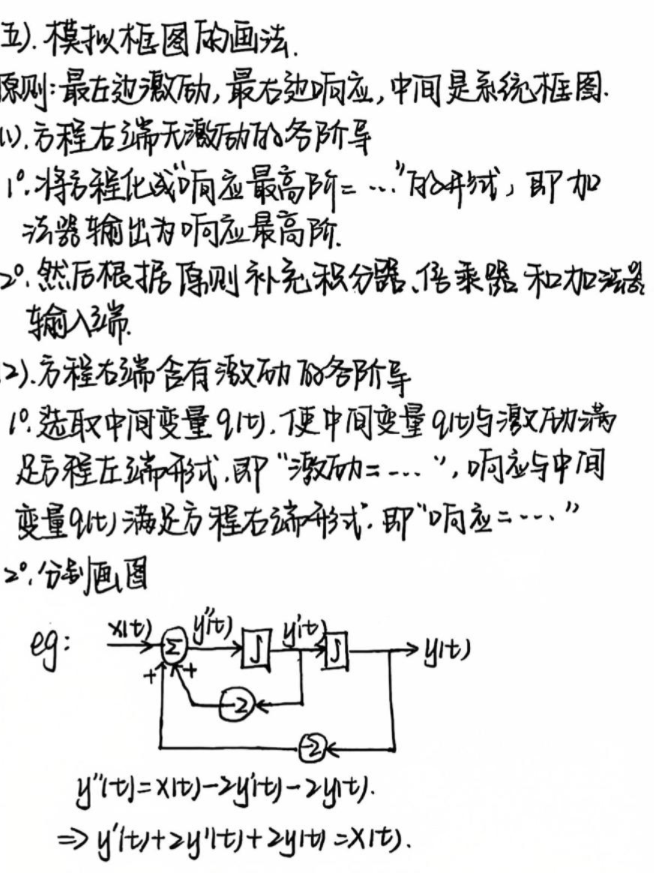 五).模拟框图的画法.
原则:最左边激励,最右边响应,中间是系统框图.
(1).方程右端无激励的各阶导
1°.将方程化成"响应最高阶=…"的形式,即加
法器输出为响应最高阶.
2°.然后根据原则补充积分器、倍乘器和加法器
输入端.
2).方程右端含有激励的各阶导
1°.选取中间变量q(t).使中间变量q(t)与激励满
足方程左端形式.即"激励=…",响应与中间
变量q(t)满足方程右端形式.即"响应=…"
2°.分别画图
eg: x(t) Σ y''(t) ∫ y'(t) ∫ y(t)
+ +
-2
-2
y''(t)=x(t)-2y'(t)-2y(t).
⇒ y''(t)+2y'(t)+2y(t)=x(t).